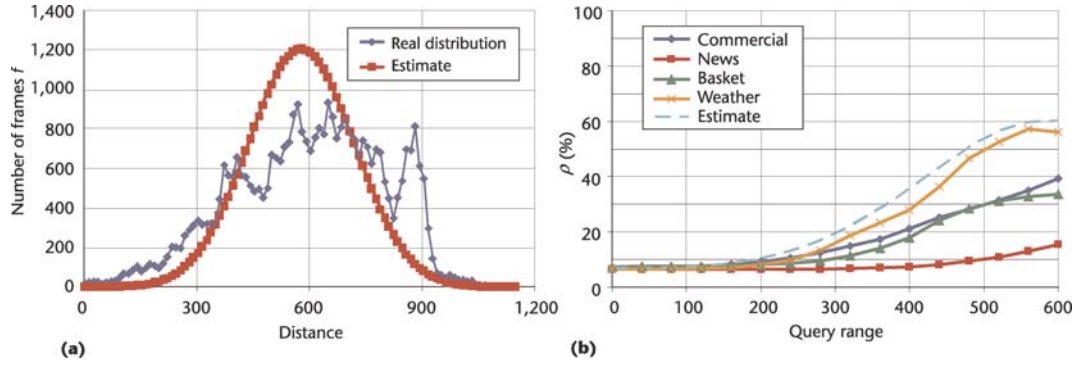 1,400
1,200
1,000
800
600
400
200
0
Number of frames f
Real distribution
Estimate
0 300 600 900 1,200
Distance
(a)
100
80
60
40
20
0
ρ (%)
Commercial
News
Basket
Weather
Estimate
0 100 200 300 400 500 600
Query range
(b)